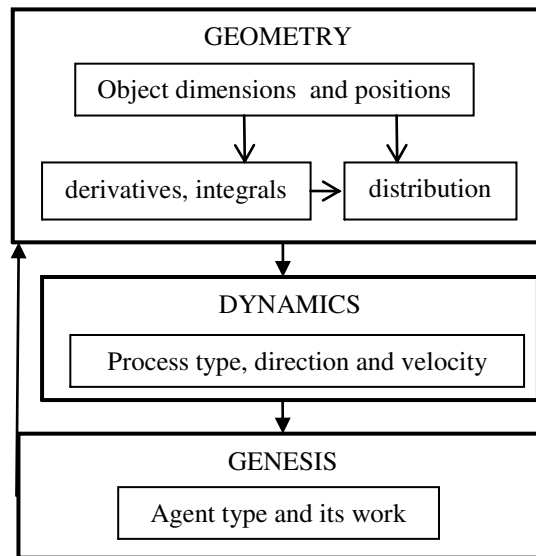 GEOMETRY
Object dimensions and positions
derivatives, integrals
distribution
DYNAMICS
Process type, direction and velocity
GENESIS
Agent type and its work